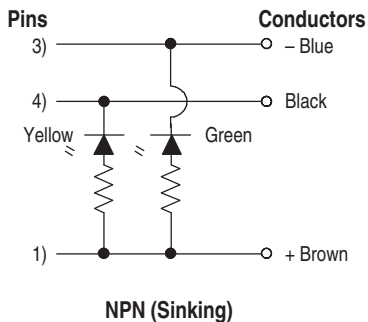 Pins Conductors
3) – Blue
4) Black
Yellow Green
1) + Brown
NPN (Sinking)